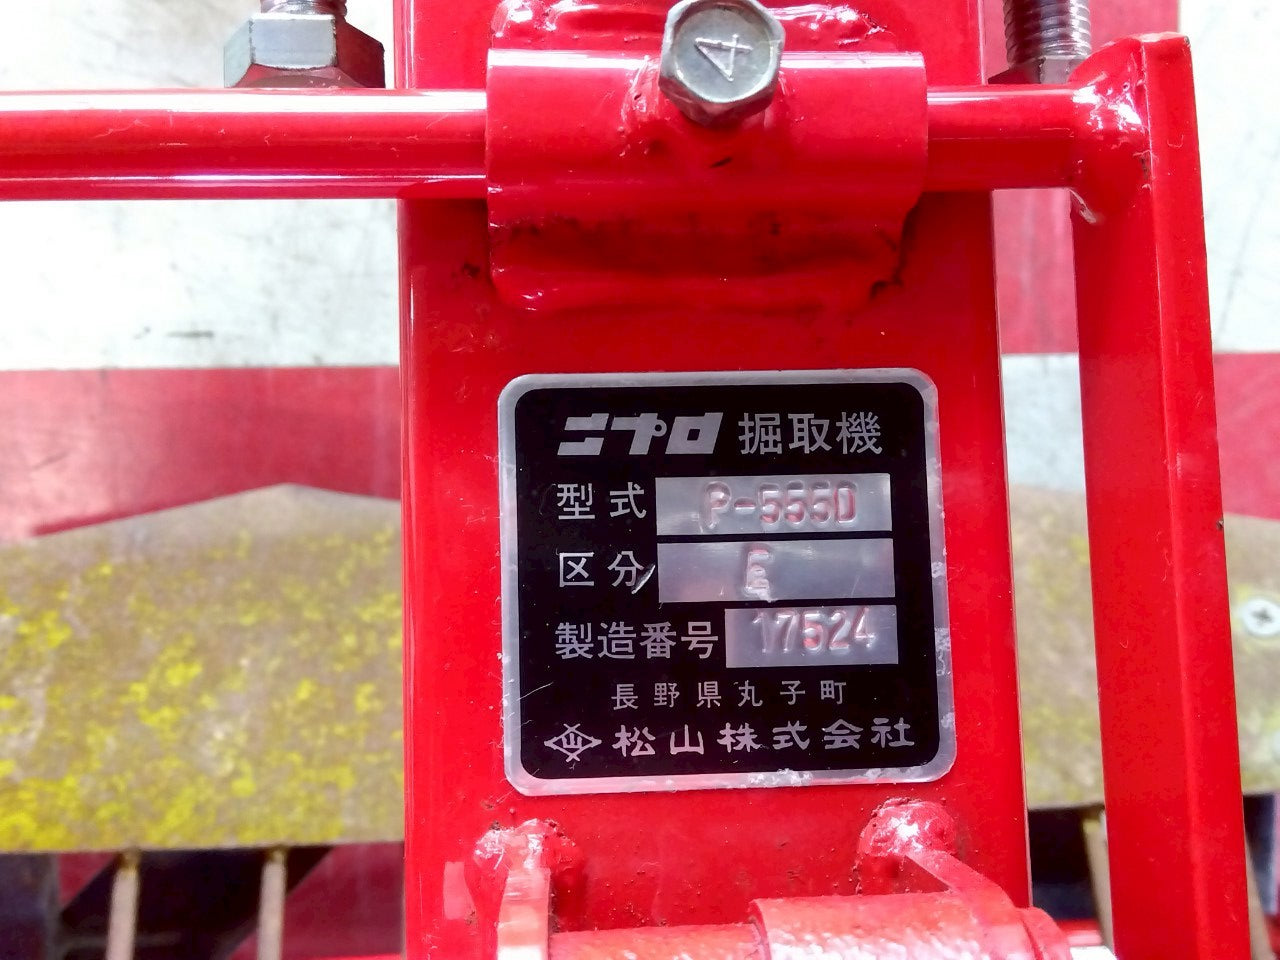 4
ニプロ 掘取機
型式 P-555D
区分 E
製造番号 17524
長野県丸子町
松山株式会社